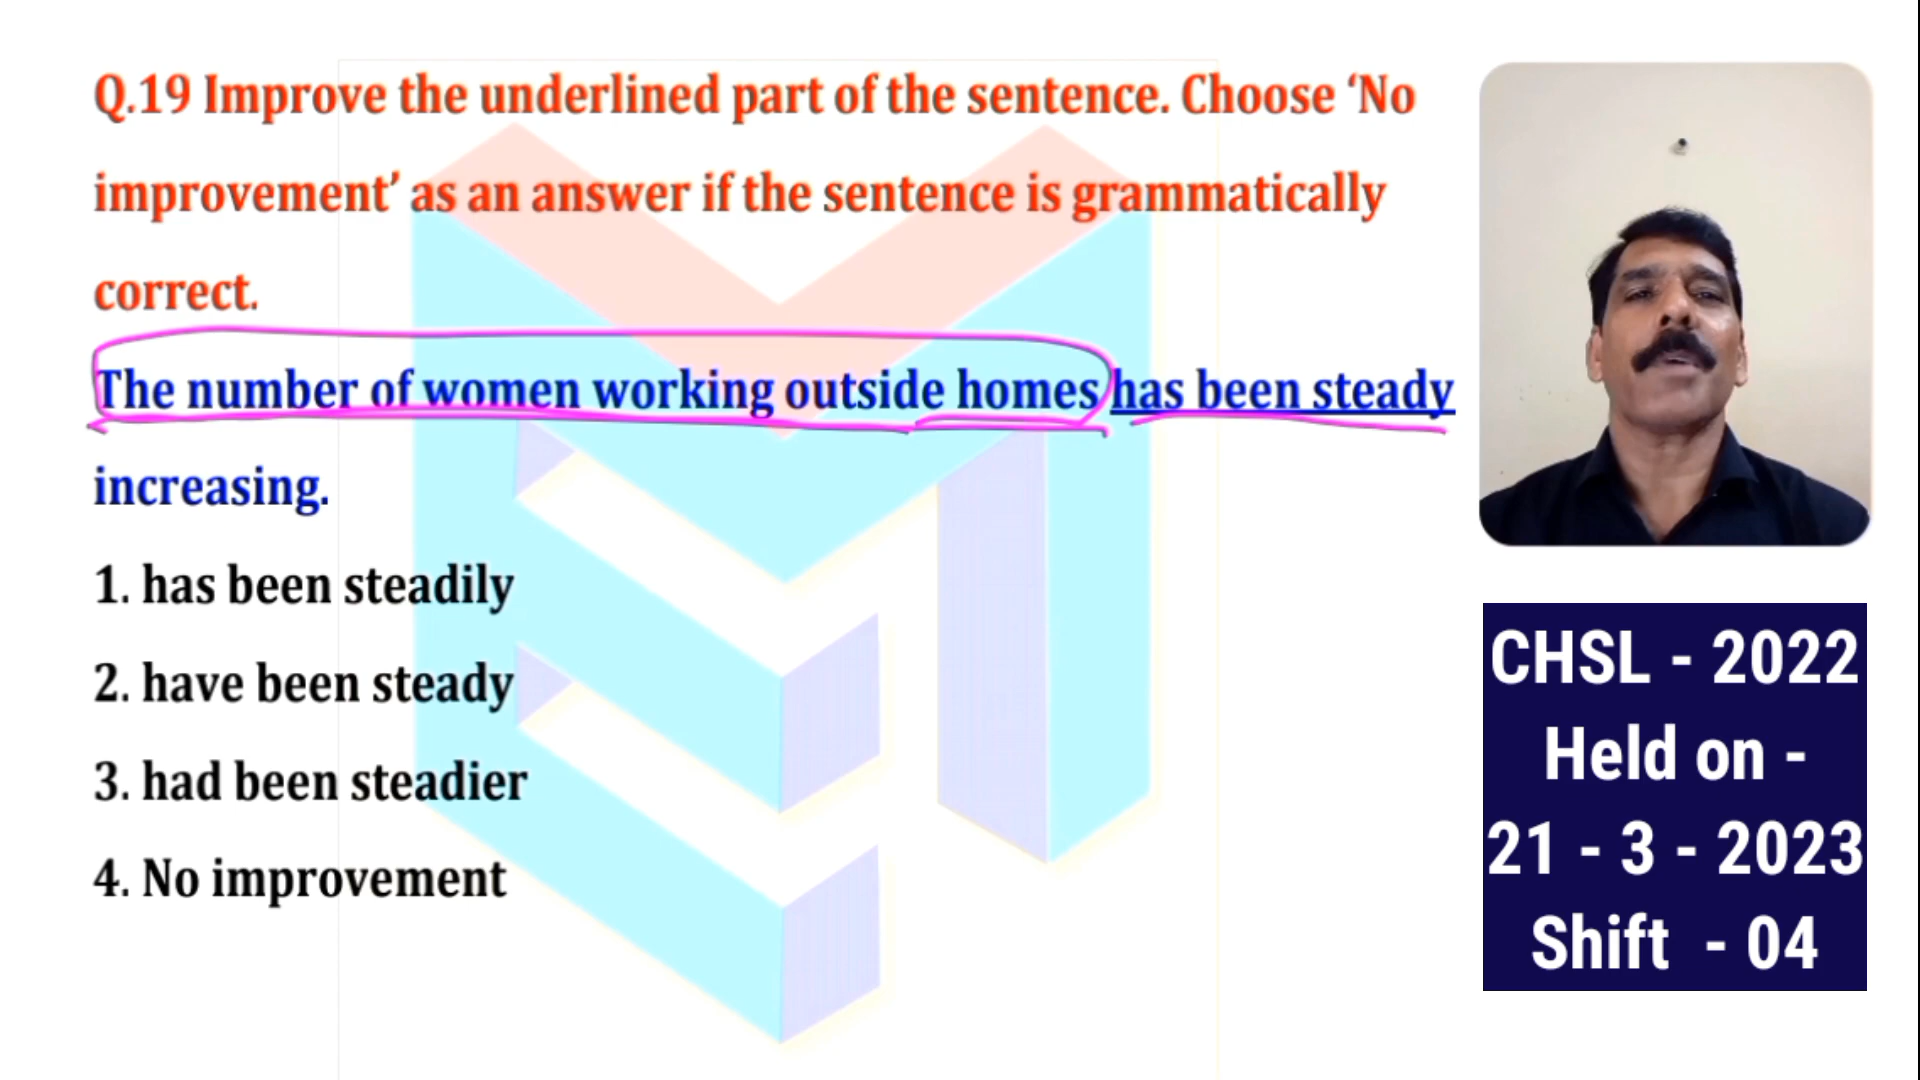 Q.19 Improve the underlined part of the sentence. Choose ‘No
improvement’ as an answer if the sentence is grammatically
correct.
The number of women working outside homes has been steady
increasing.
1. has been steadily
2. have been steady
3. had been steadier
4. No improvement
CHSL - 2022
Held on -
21 - 3 - 2023
Shift - 04